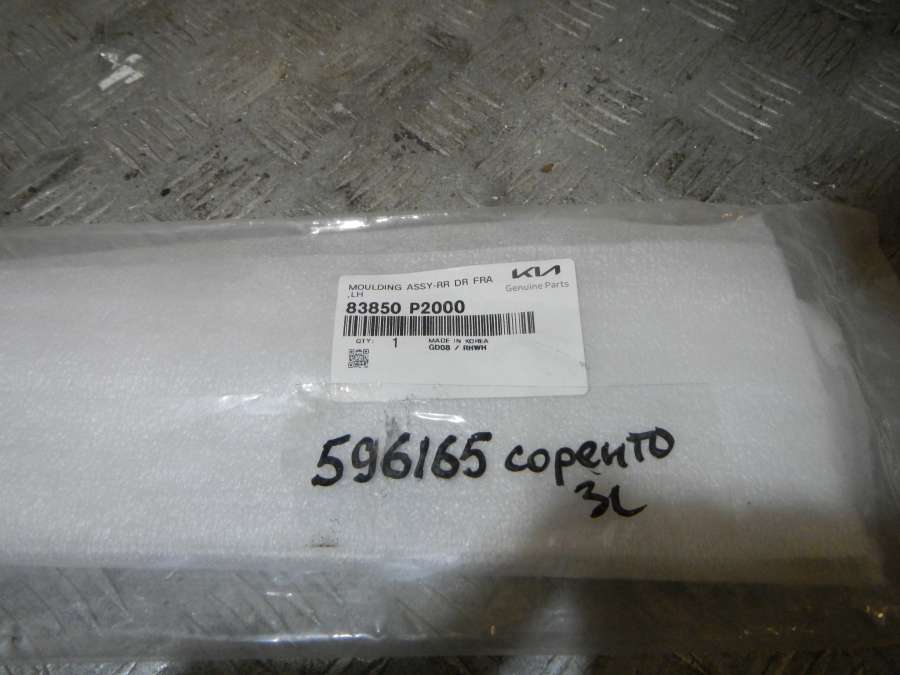 MOULDING ASSY-RR DR FRA
,LH
KIA
Genuine Parts
83850 P2000
QTY: 1
MADE IN KOREA
GD08 / RHWH
596165 соренто
3L